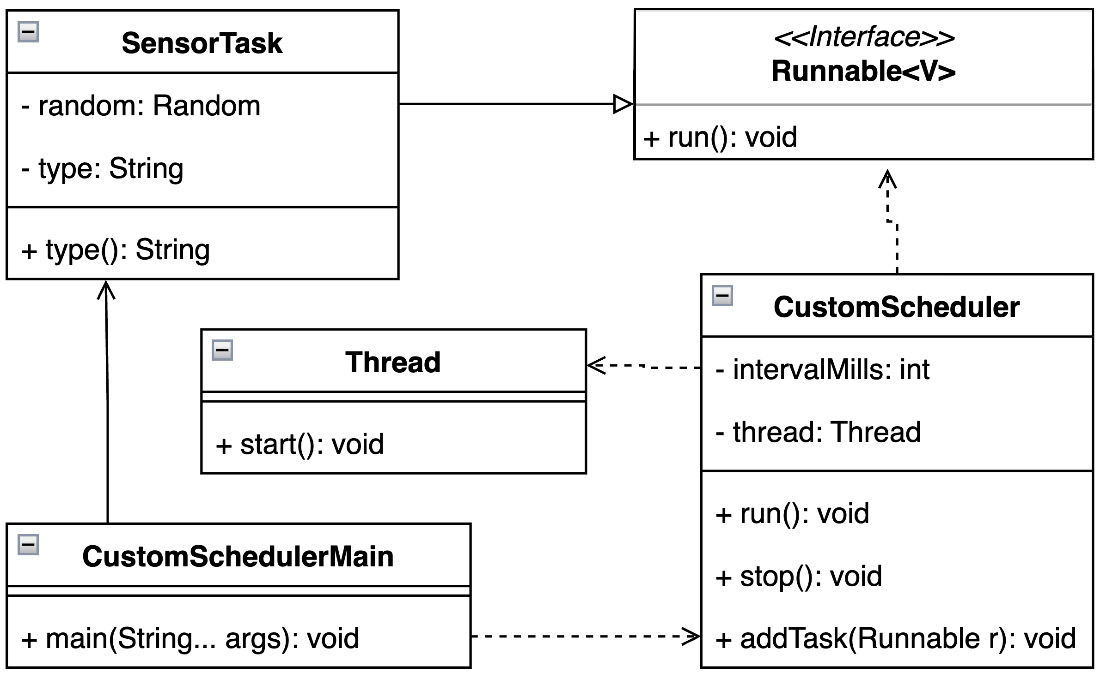 SensorTask
- random: Random
- type: String
+ type(): String
<<Interface>>
Runnable<V>
+ run(): void
Thread
+ start(): void
CustomScheduler
- intervalMills: int
- thread: Thread
+ run(): void
+ stop(): void
+ addTask(Runnable r): void
CustomSchedulerMain
+ main(String... args): void